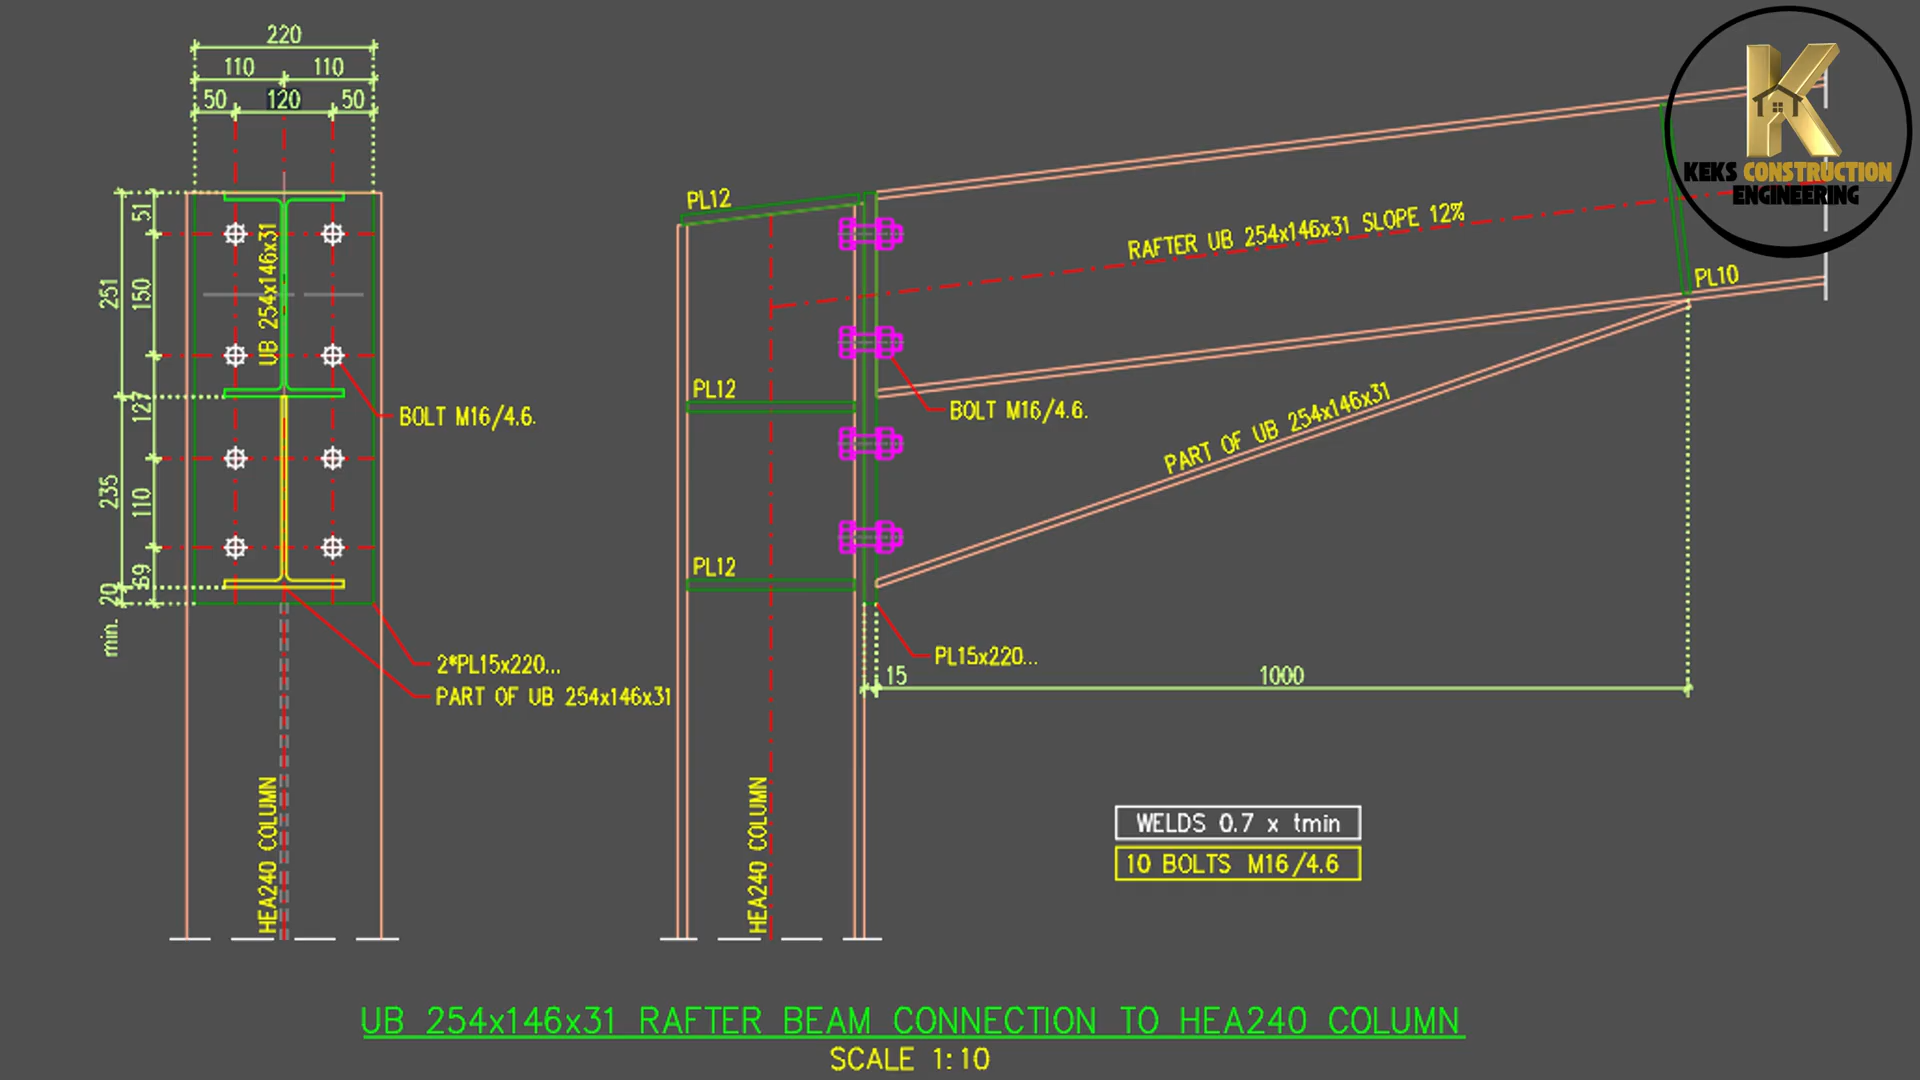 220
110 110
50 120 50
51
251 150
127
235 110
69
20
min.
UB 254x146x31
BOLT M16/4.6.
2*PL15x220...
PART OF UB 254x146x31
HEA240 COLUMN
PL12
PL12
PL12
RAFTER UB 254x146x31 SLOPE 12%
PL10
BOLT M16/4.6.
PART OF UB 254x146x31
PL15x220...
15 1000
HEA240 COLUMN
WELDS 0.7 x tmin
10 BOLTS M16/4.6
UB 254x146x31 RAFTER BEAM CONNECTION TO HEA240 COLUMN
SCALE 1:10
K
KEKS CONSTRUCTION
ENGINEERING